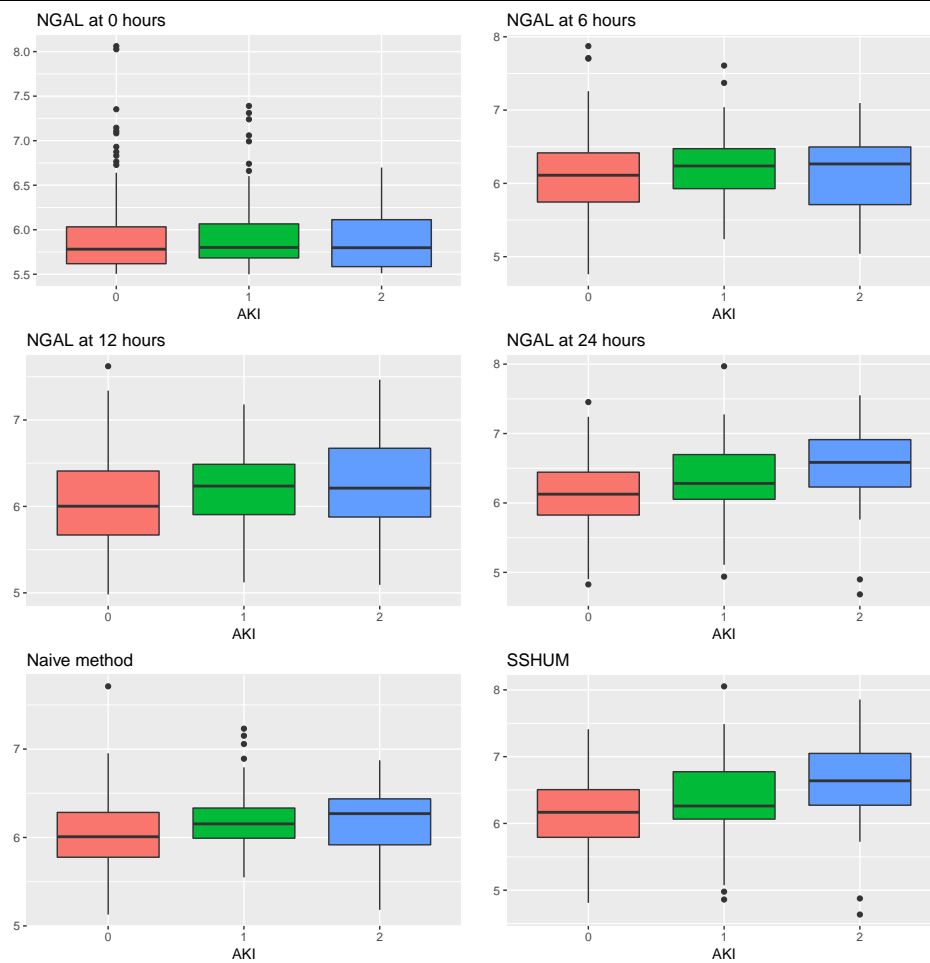 NGAL at 0 hours
8.0
7.5
7.0
6.5
6.0
5.5
0 1 2
AKI
NGAL at 6 hours
8
7
6
5
0 1 2
AKI
NGAL at 12 hours
7
6
5
0 1 2
AKI
NGAL at 24 hours
8
7
6
5
0 1 2
AKI
Naive method
7
6
5
0 1 2
AKI
SSHUM
8
7
6
5
0 1 2
AKI